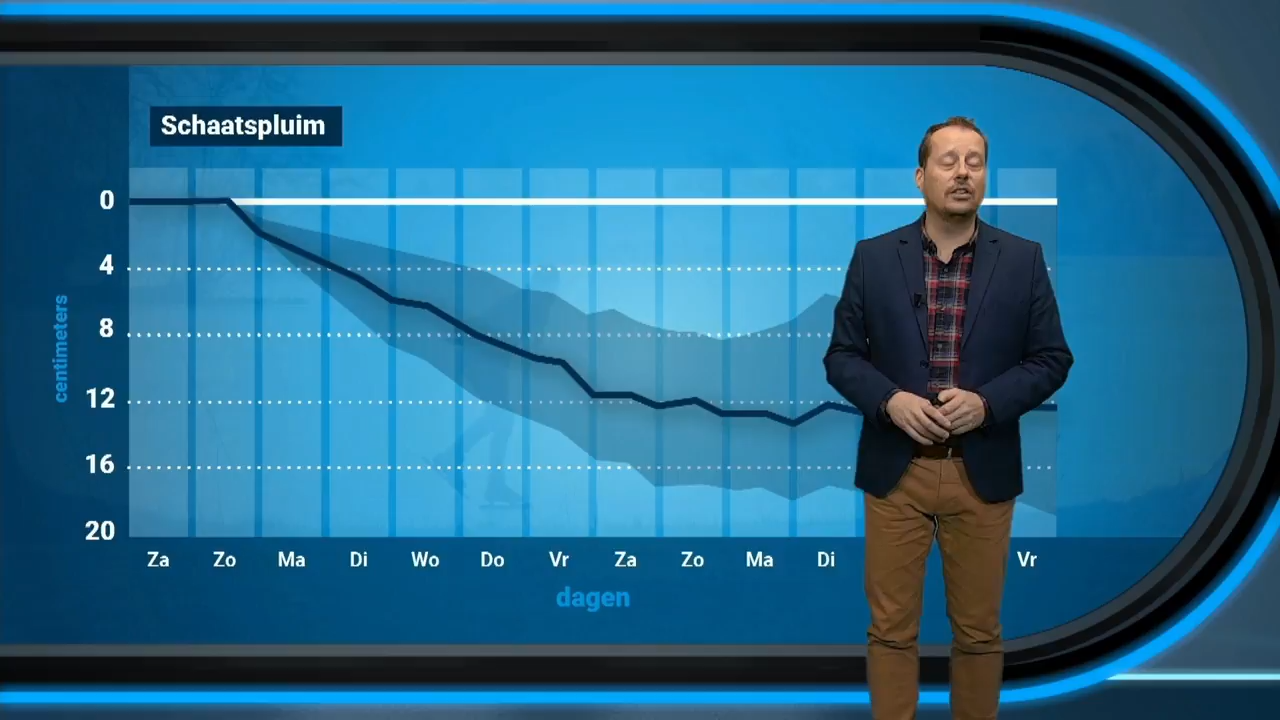 Schaatspluim
0
4
8
12
16
20
centimeters
Za Zo Ma Di Wo Do Vr Za Zo Ma Di Vr
dagen